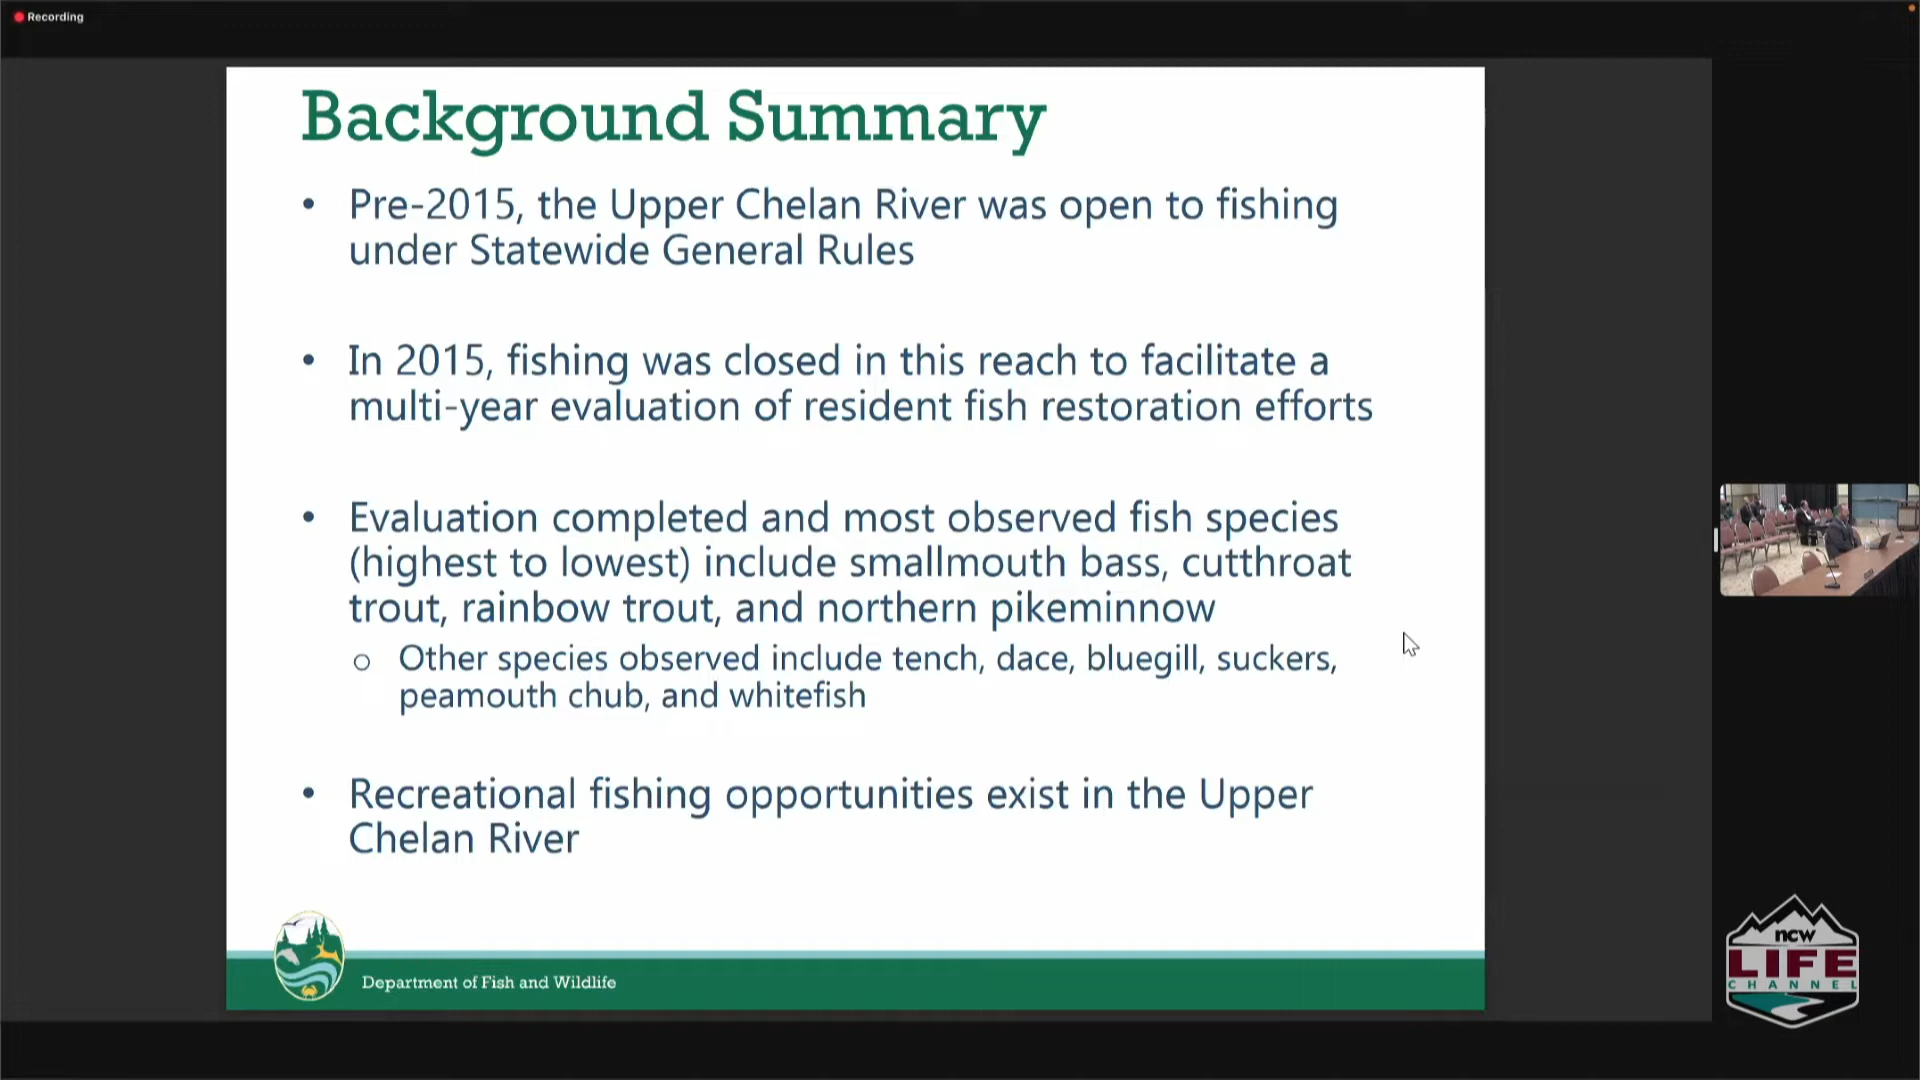 Recording
Background Summary
• Pre-2015, the Upper Chelan River was open to fishing
under Statewide General Rules
• In 2015, fishing was closed in this reach to facilitate a
multi-year evaluation of resident fish restoration efforts
• Evaluation completed and most observed fish species
(highest to lowest) include smallmouth bass, cutthroat
trout, rainbow trout, and northern pikeminnow
o Other species observed include tench, dace, bluegill, suckers,
peamouth chub, and whitefish
• Recreational fishing opportunities exist in the Upper
Chelan River
Department of Fish and Wildlife
ncw
LIFE
CHANNEL